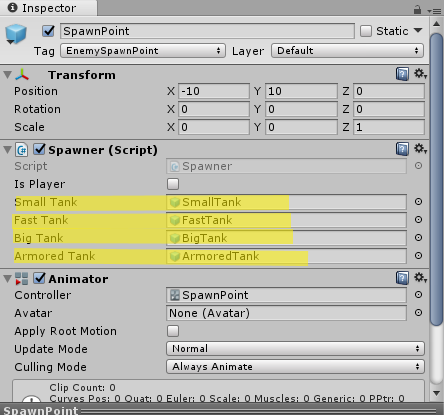 Inspector
SpawnPoint Static
Tag EnemySpawnPoint Layer Default
Transform
Position X -10 Y 10 Z 0
Rotation X 0 Y 0 Z 0
Scale X 0 Y 0 Z 1
Spawner (Script)
Script Spawner
Is Player
Small Tank SmallTank
Fast Tank FastTank
Big Tank BigTank
Armored Tank ArmoredTank
Animator
Controller SpawnPoint
Avatar None (Avatar)
Apply Root Motion
Update Mode Normal
Culling Mode Always Animate
Clip Count: 0
Curves Pos: 0 Quat: 0 Euler: 0 Scale: 0 Muscles: 0 Generic: 0 PPtr: 0
SpawnPoint